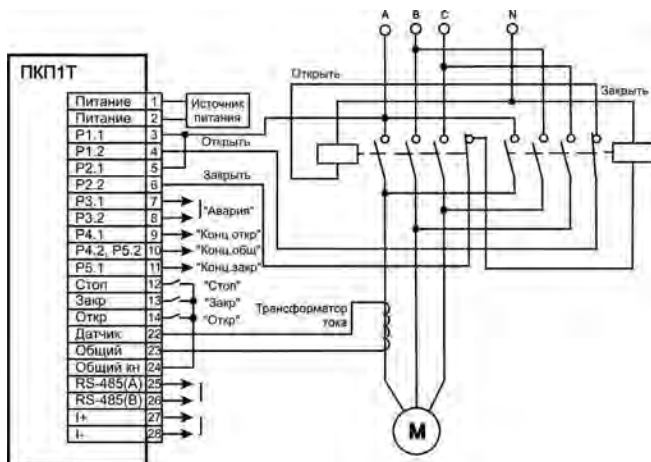 A B C N
ПКП1Т
Открыть
Закрыть
Питание 1 Источник питания
Питание 2
P1.1 3
P1.2 4 Открыть
P2.1 5
P2.2 6 Закрыть
P3.1 7 "Авария"
P3.2 8
P4.1 9 "Конц.откр"
P4.2, P5.2 10 "Конц.общ"
P5.1 11 "Конц.закр"
Стоп 12 "Стоп"
Закр 13 "Закр"
Откр 14 "Откр"
Трансформатор тока
Датчик 22
Общий 23
Общий кн 24
RS-485(A) 25
RS-485(B) 26
I+ 27
I- 28
M